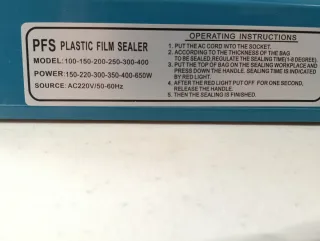 PFS PLASTIC FILM SEALER
MODEL:100-150-200-250-300-400
POWER:150-220-300-350-400-650W
SOURCE:AC220V/50-60Hz
OPERATING INSTRUCTIONS
1. PUT THE AC CORD INTO THE SOCKET.
2. ACCORDING TO THE THICKNESS OF THE BAG
TO BE SEALED,REGULATE THE SEALING TIME(1-8 DEGREE).
3. PUT THE TOP OF BAG ON THE SEALING WORKPLACE AND
PRESS DOWN THE HANDLE. SEALING TIME IS INDICATED
BY RED LIGHT.
4. AFTER THE RED LIGHT PUT OFF. FOR ONE SECOND,
RELEASE THE HANDLE.
5. THEN THE SEALING IS FINISHED.